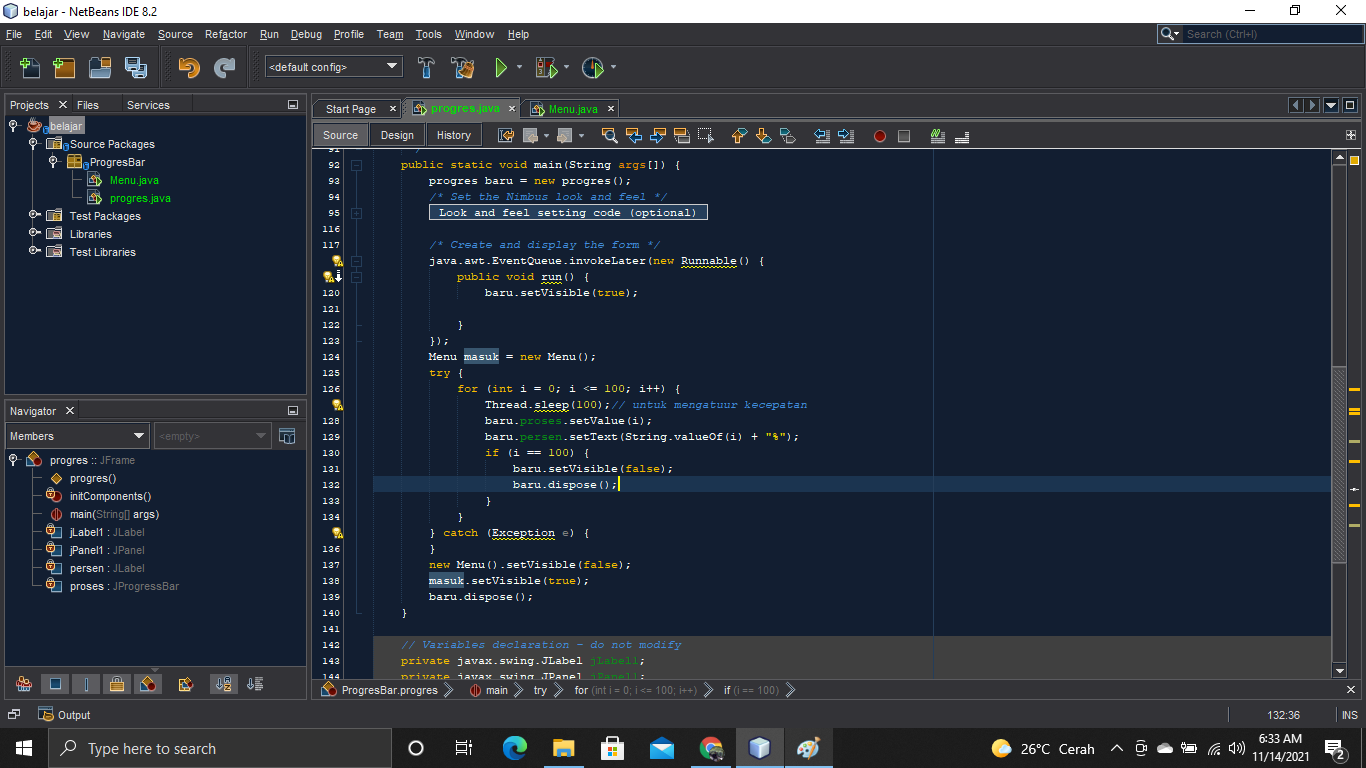 belajar - NetBeans IDE 8.2
File Edit View Navigate Source Refactor Run Debug Profile Team Tools Window Help
Search (Ctrl+I)
<default config>
Projects Files Services
belajar
Source Packages
ProgresBar
Menu.java
progres.java
Test Packages
Libraries
Test Libraries
Navigator
Members <empty>
progres :: JFrame
progres()
initComponents()
main(String[] args)
jLabel1 : JLabel
jPanel1 : JPanel
persen : JLabel
proses : JProgressBar
Start Page progres.java Menu.java
Source Design History
91
92 public static void main(String args[]) {
93 progres baru = new progres();
94 /* Set the Nimbus look and feel */
95 Look and feel setting code (optional)
116
117 /* Create and display the form */
java.awt.EventQueue.invokeLater(new Runnable() {
public void run() {
120 baru.setVisible(true);
121
122 }
123 });
124 Menu masuk = new Menu();
125 try {
126 for (int i = 0; i <= 100; i++) {
Thread.sleep(100);// untuk mengatuur kecepatan
128 baru.proses.setValue(i);
129 baru.persen.setText(String.valueOf(i) + "%");
130 if (i == 100) {
131 baru.setVisible(false);
132 baru.dispose();
133 }
134 }
} catch (Exception e) {
136 }
137 new Menu().setVisible(false);
138 masuk.setVisible(true);
139 baru.dispose();
140 }
141
142 // Variables declaration - do not modify
143 private javax.swing.JLabel jLabel1;
144 private javax.swing.JPanel jPanel1;
ProgresBar.progres main try for (int i = 0; i <= 100; i++) if (i == 100)
Output
132:36 INS
Type here to search
26°C Cerah
6:33 AM
11/14/2021
2